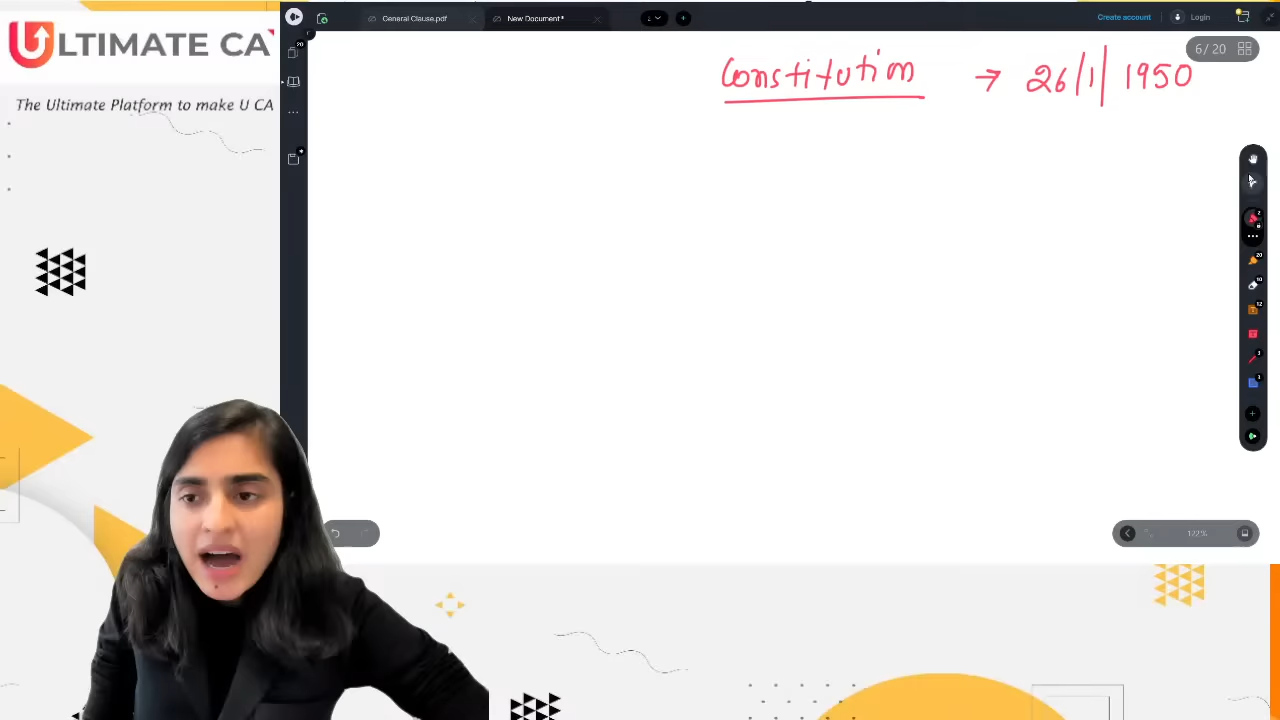 ULTIMATE CA
The Ultimate Platform to make U CA
General Clause.pdf
New Document*
Create account
Login
6/20
Constitution → 26/1/1950
122%